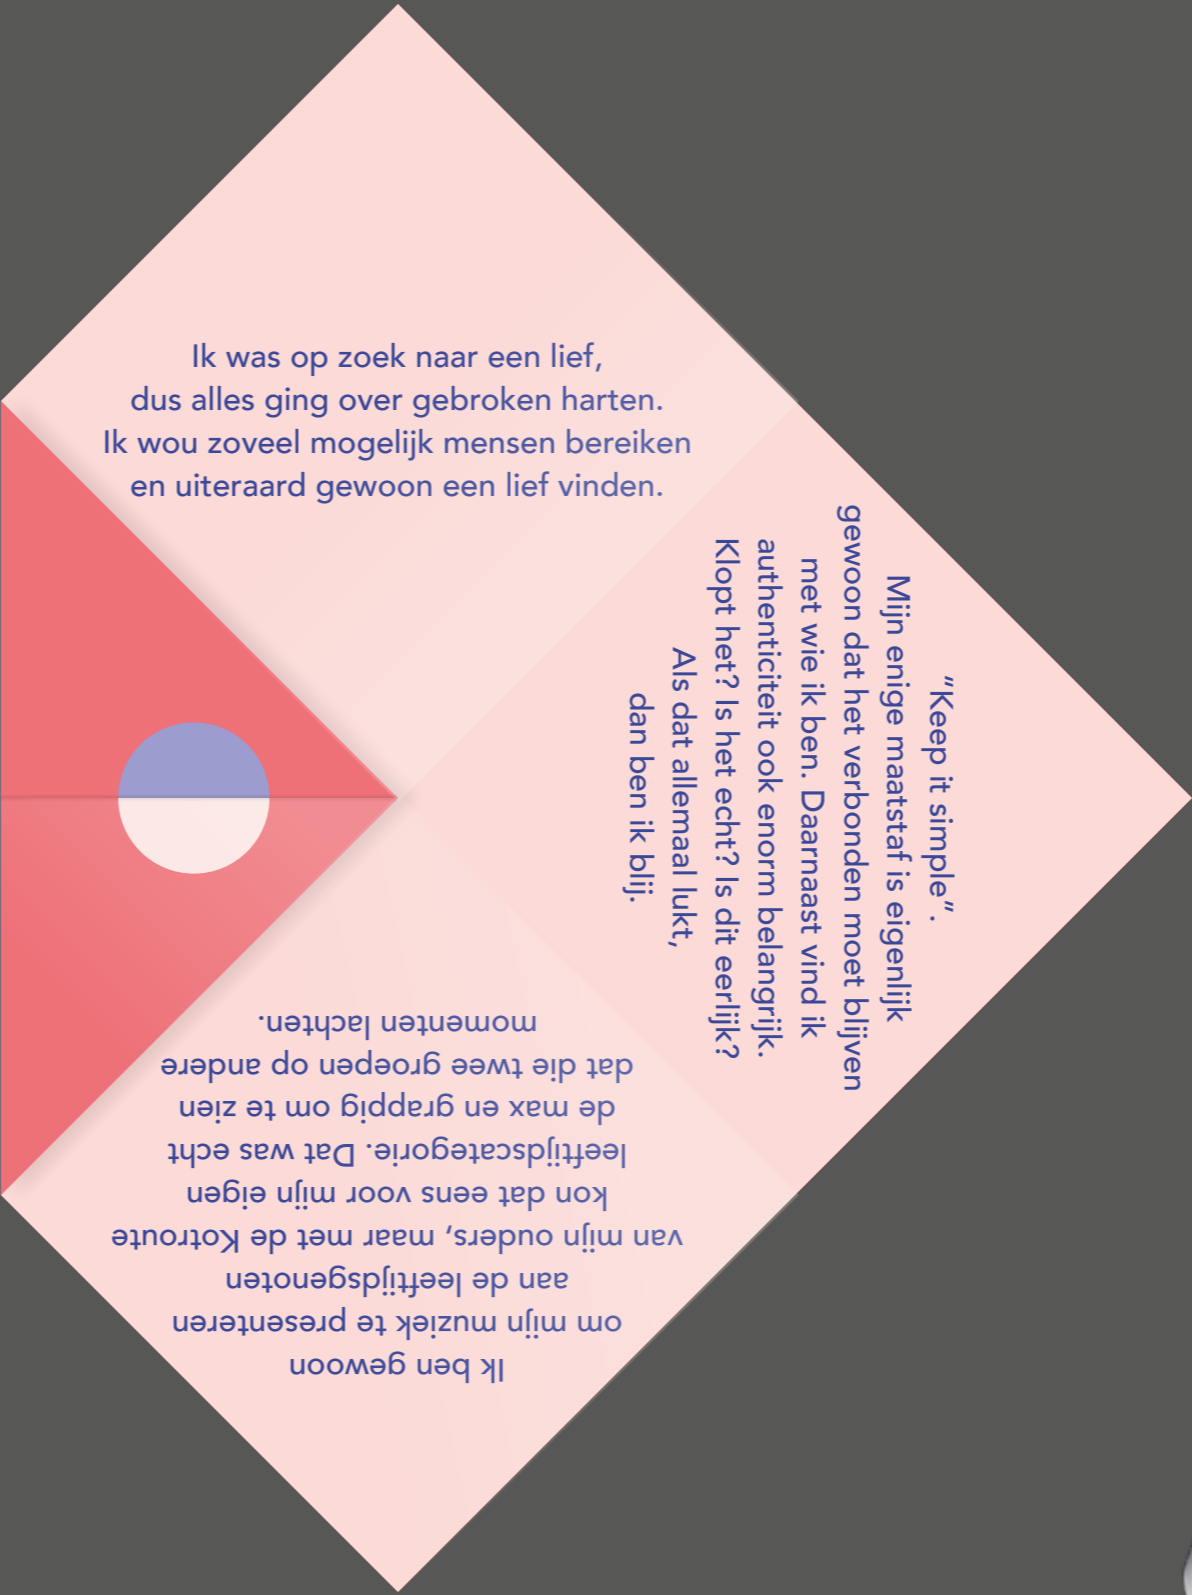 Ik was op zoek naar een lief,
dus alles ging over gebroken harten.
Ik wou zoveel mogelijk mensen bereiken
en uiteraard gewoon een lief vinden.
“Keep it simple”.
Mijn enige maatstaf is eigenlijk
gewoon dat het verbonden moet blijven
met wie ik ben. Daarnaast vind ik
authenticiteit ook enorm belangrijk.
Klopt het? Is het echt? Is dit eerlijk?
Als dat allemaal lukt,
dan ben ik blij.
Ik ben gewoon
om mijn muziek te presenteren
aan de leeftijdsgenoten
van mijn ouders, maar met de Kotroute
kon dat eens voor mijn eigen
leeftijdscategorie. Dat was echt
de max en grappig om te zien
dat die twee groepen op andere
momenten lachten.